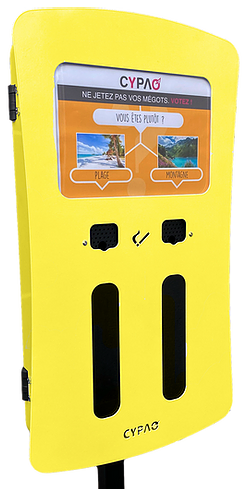 CYPAO
NE JETEZ PAS VOS MÉGOTS, VOTEZ !
VOUS ÊTES PLUTÔT ?
PLAGE
MONTAGNE
CYPAO